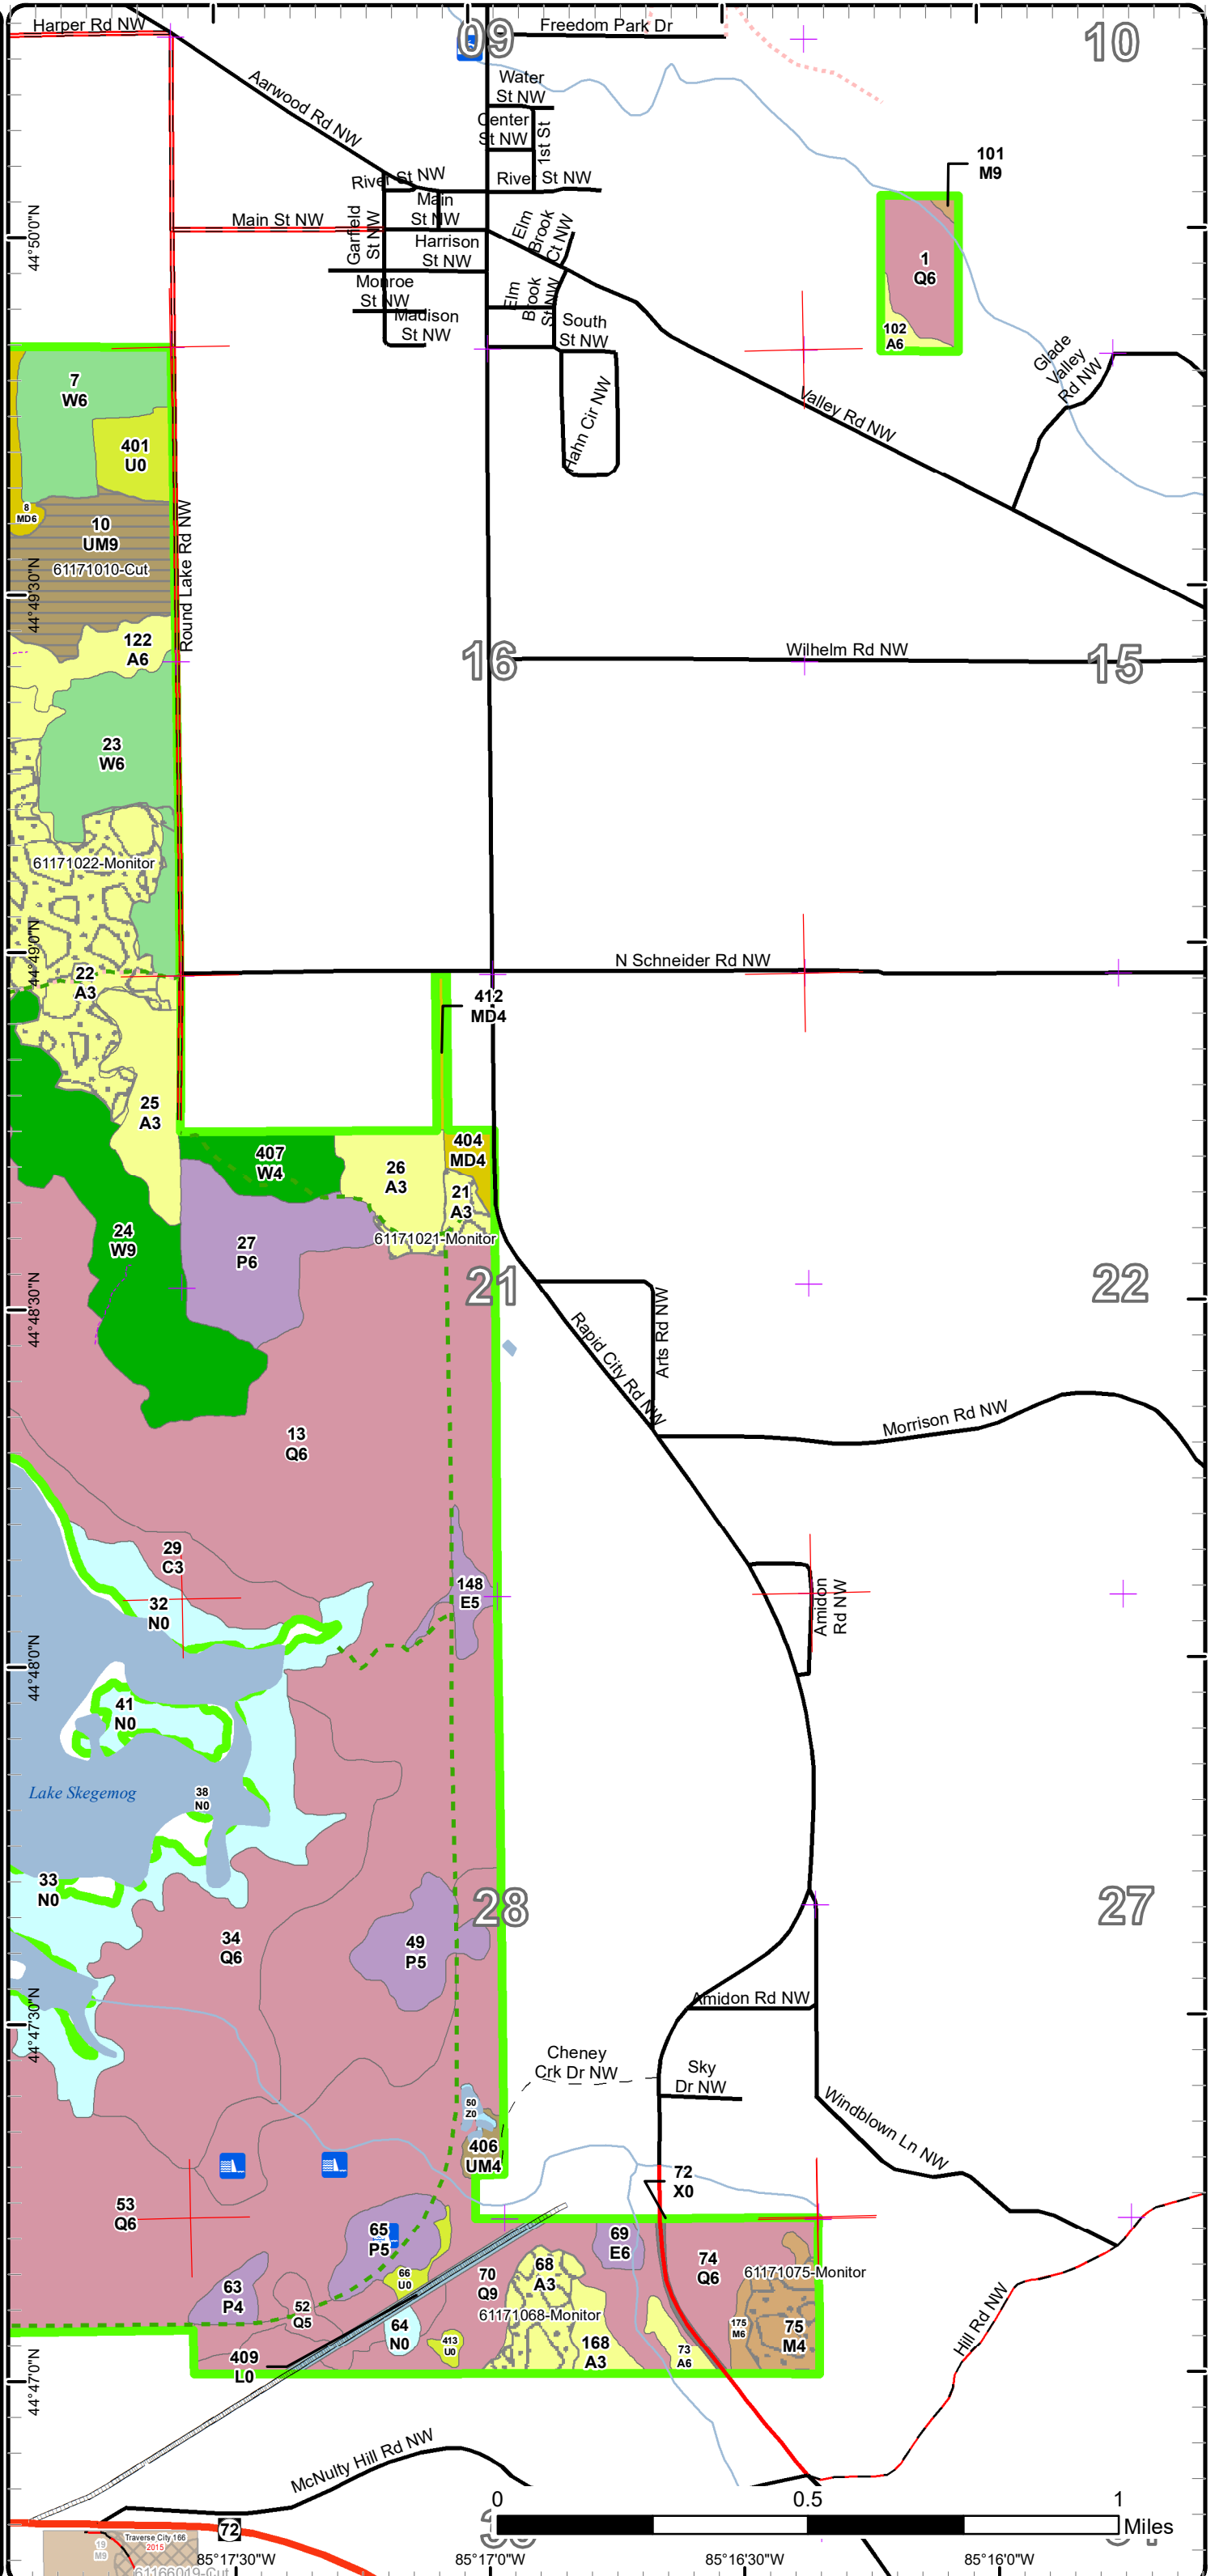 Harper Rd NW
Freedom Park Dr
09
10
Aarwood Rd NW
Water
St NW
Center
St NW
1st St
101
M9
River St NW
River St NW
Main
St NW
Main St NW
Garfield
St NW
Elm
Brook
Ct NW
Harrison
St NW
44°50'0"N
1
Q6
Monroe
St NW
Elm
Brook
St NW
Madison
St NW
South
St NW
102
A6
Glade
Valley
Rd NW
7
W6
Hahn Cir NW
Valley Rd NW
401
U0
8
MD6
10
UM9
61171010-Cut
Round Lake Rd NW
44°49'30"N
122
A6
16
Wilhelm Rd NW
15
23
W6
61171022-Monitor
44°49'0"N
N Schneider Rd NW
22
A3
412
MD4
25
A3
407
W4
26
A3
404
MD4
21
A3
24
W9
27
P6
61171021-Monitor
21
22
44°48'30"N
Rapid City Rd NW
Arts Rd NW
Morrison Rd NW
13
Q6
29
C3
148
E5
32
N0
Amidon
Rd NW
44°48'0"N
41
N0
Lake Skegemog
38
N0
33
N0
28
27
34
Q6
49
P5
Amidon Rd NW
44°47'30"N
Cheney
Crk Dr NW
Sky
Dr NW
50
Z0
Windblown Ln NW
406
UM4
72
X0
53
Q6
65
P5
69
E6
74
Q6
68
A3
61171075-Monitor
66
U0
70
Q9
63
P4
52
Q5
61171068-Monitor
64
N0
413
U0
168
A3
175
M6
75
M4
73
A6
409
L0
Hill Rd NW
44°47'0"N
McNulty Hill Rd NW
0
0.5
1
Miles
72
Traverse City 166
2015
19
M9
61166019-Cut
85°17'30"W
85°17'0"W
85°16'30"W
85°16'0"W